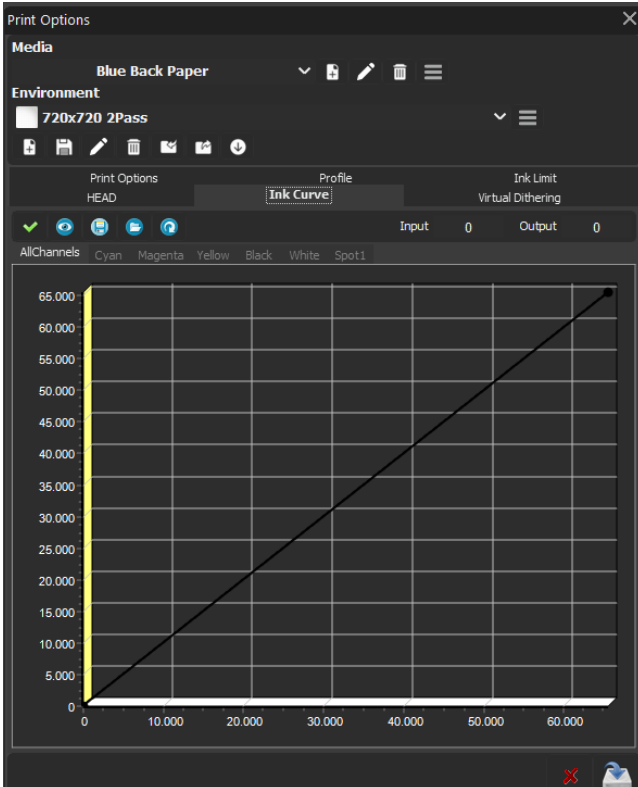 Print Options
Media
Blue Back Paper
Environment
720x720 2Pass
Print Options Profile Ink Limit
HEAD Ink Curve Virtual Dithering
Input 0 Output 0
AllChannels Cyan Magenta Yellow Black White Spot1
65.000
60.000
55.000
50.000
45.000
40.000
35.000
30.000
25.000
20.000
15.000
10.000
5.000
0
0 10.000 20.000 30.000 40.000 50.000 60.000